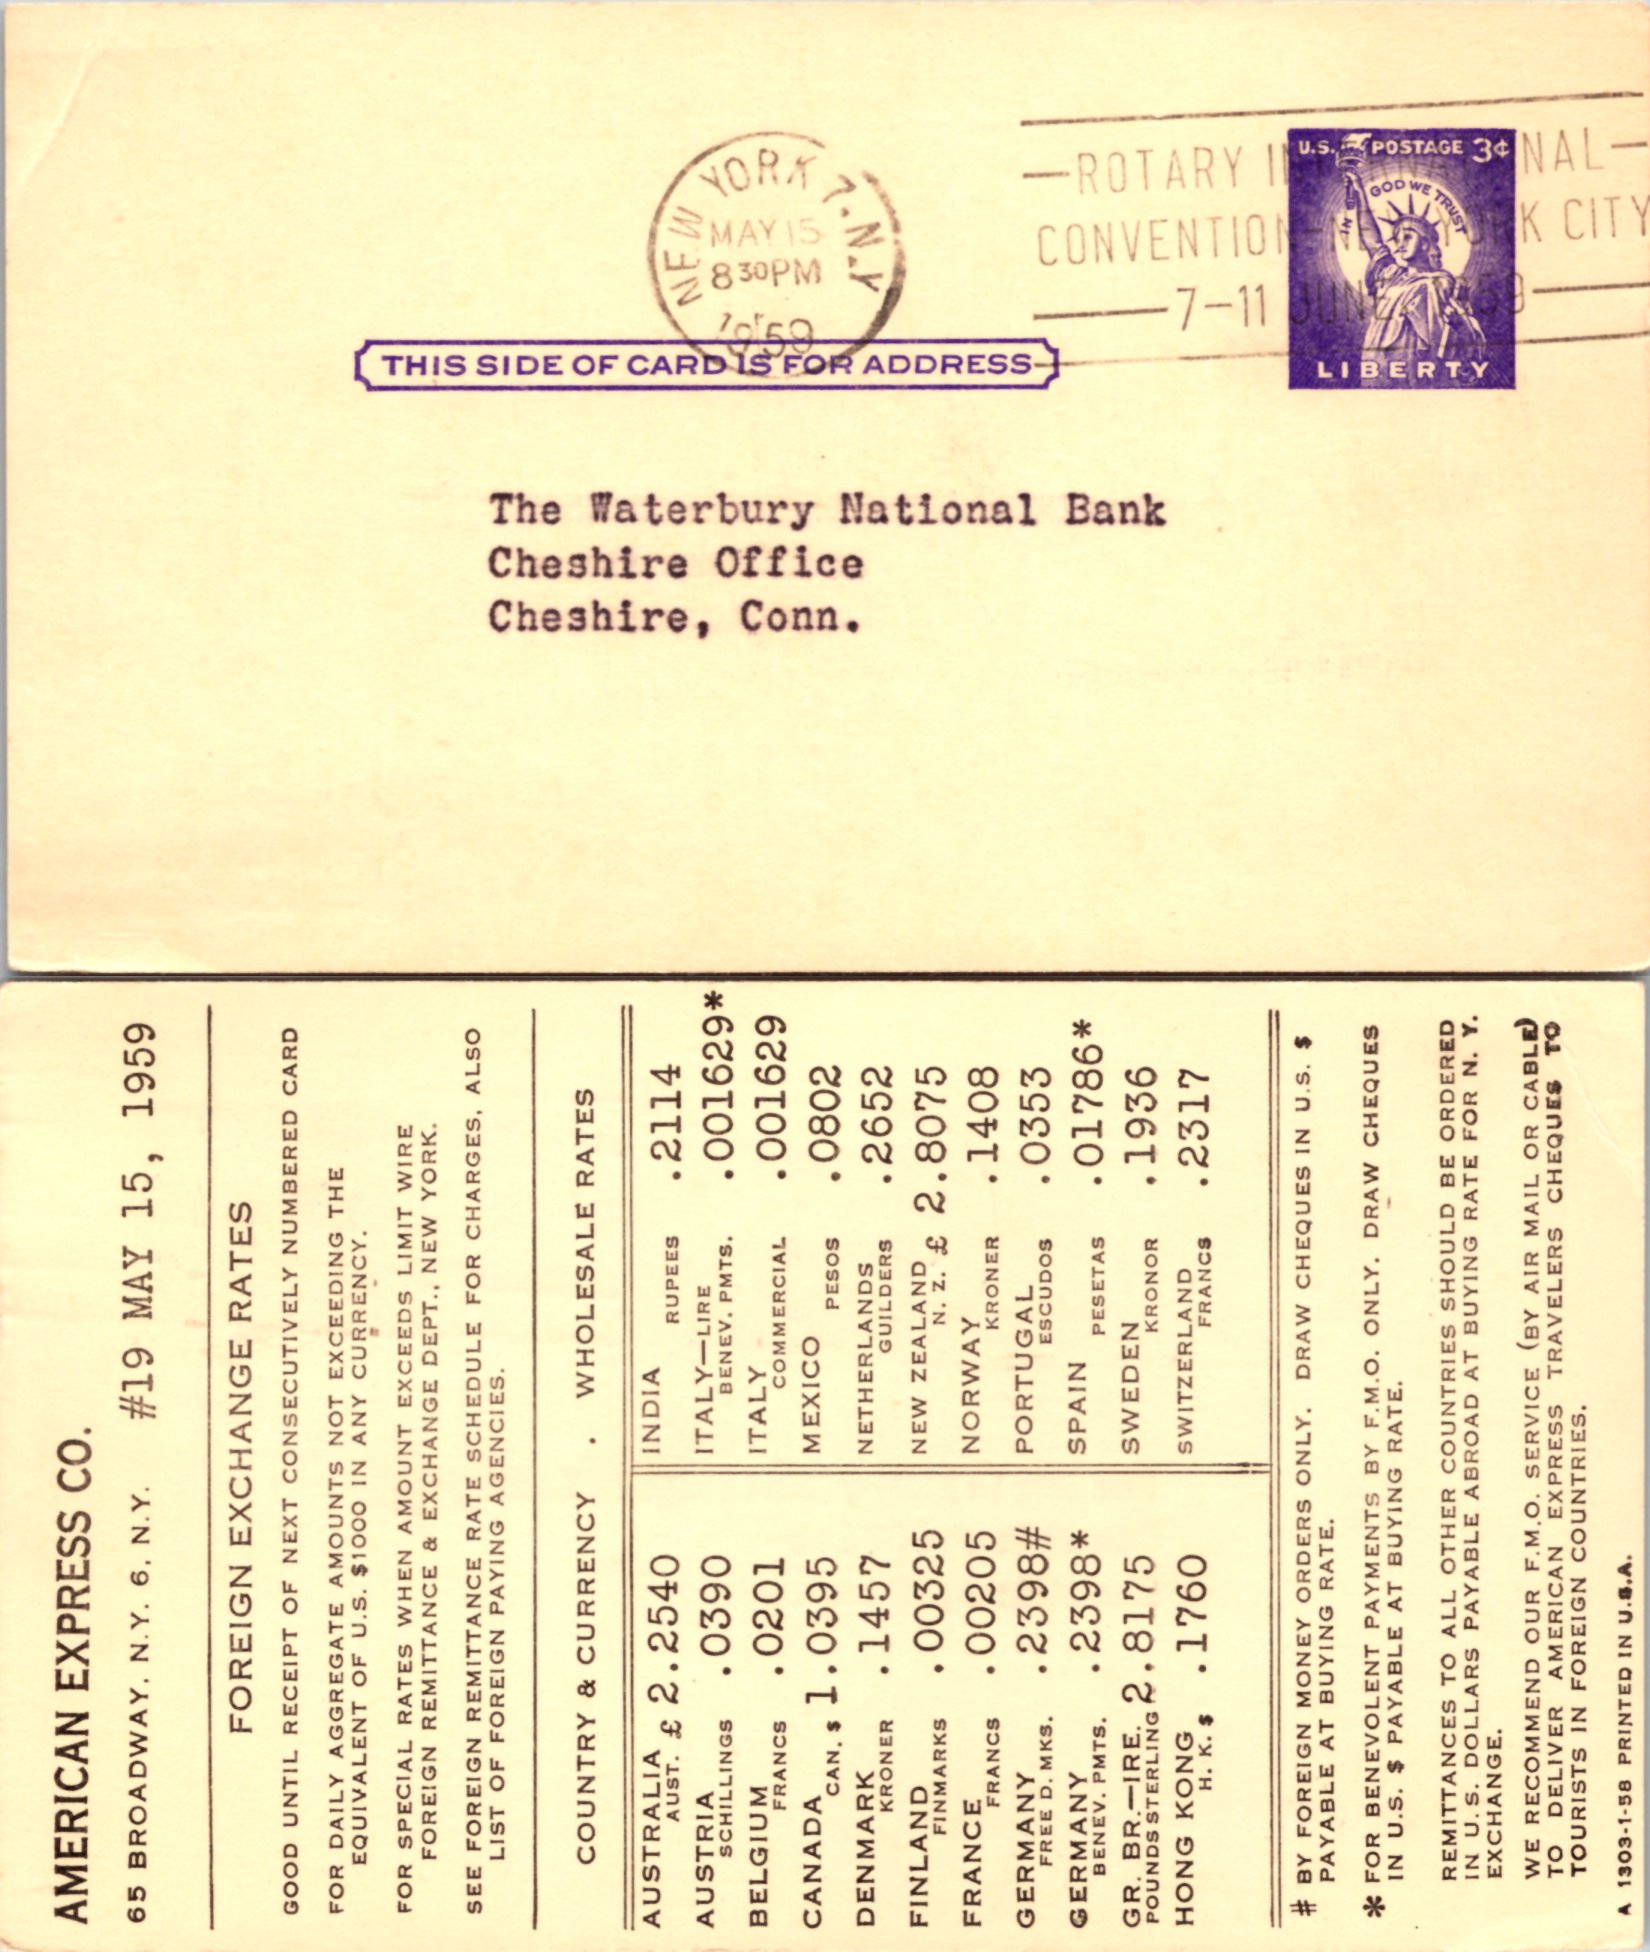 NEW YORK 7. N.Y
MAY 15
8 30 PM
1959
—ROTARY IN NAL—
CONVENTION—NEW YORK CITY
—7—11 JUNE, 1959—
U.S. POSTAGE 3¢
IN GOD WE TRUST
LIBERTY
THIS SIDE OF CARD IS FOR ADDRESS
The Waterbury National Bank
Cheshire Office
Cheshire, Conn.
AMERICAN EXPRESS CO.
65 BROADWAY, N.Y. 6, N.Y. #19 MAY 15, 1959
FOREIGN EXCHANGE RATES
GOOD UNTIL RECEIPT OF NEXT CONSECUTIVELY NUMBERED CARD
FOR DAILY AGGREGATE AMOUNTS NOT EXCEEDING THE
EQUIVALENT OF U.S. $1000 IN ANY CURRENCY.
FOR SPECIAL RATES WHEN AMOUNT EXCEEDS LIMIT WIRE
FOREIGN REMITTANCE & EXCHANGE DEPT., NEW YORK.
SEE FOREIGN REMITTANCE RATE SCHEDULE FOR CHARGES, ALSO
LIST OF FOREIGN PAYING AGENCIES.
COUNTRY & CURRENCY . WHOLESALE RATES
AUSTRALIA
AUST. £ 2.2540
AUSTRIA
SCHILLINGS .0390
BELGIUM
FRANCS .0201
CANADA
CAN. $ 1.0395
DENMARK
KRONER .1457
FINLAND
FINMARKS .00325
FRANCE
FRANCS .00205
GERMANY
FREE D. MKS. .2398#
GERMANY
BENEV. PMTS. .2398*
GR. BR.—IRE.
POUNDS STERLING 2.8175
HONG KONG
H. K. $ .1760
INDIA
RUPEES .2114
ITALY—LIRE
BENEV. PMTS. .001629*
ITALY
COMMERCIAL .001629
MEXICO
PESOS .0802
NETHERLANDS
GUILDERS .2652
NEW ZEALAND
N. Z. £ 2.8075
NORWAY
KRONER .1408
PORTUGAL
ESCUDOS .0353
SPAIN
PESETAS .01786*
SWEDEN
KRONOR .1936
SWITZERLAND
FRANCS .2317
# BY FOREIGN MONEY ORDERS ONLY. DRAW CHEQUES IN U.S. $
PAYABLE AT BUYING RATE.
* FOR BENEVOLENT PAYMENTS BY F.M.O. ONLY. DRAW CHEQUES
IN U.S. $ PAYABLE AT BUYING RATE.
REMITTANCES TO ALL OTHER COUNTRIES SHOULD BE ORDERED
IN U. S. DOLLARS PAYABLE ABROAD AT BUYING RATE FOR N. Y.
EXCHANGE.
WE RECOMMEND OUR F.M.O. SERVICE (BY AIR MAIL OR CABLE)
TO DELIVER AMERICAN EXPRESS TRAVELERS CHEQUES TO
TOURISTS IN FOREIGN COUNTRIES.
A 1303-1-58 PRINTED IN U.S.A.